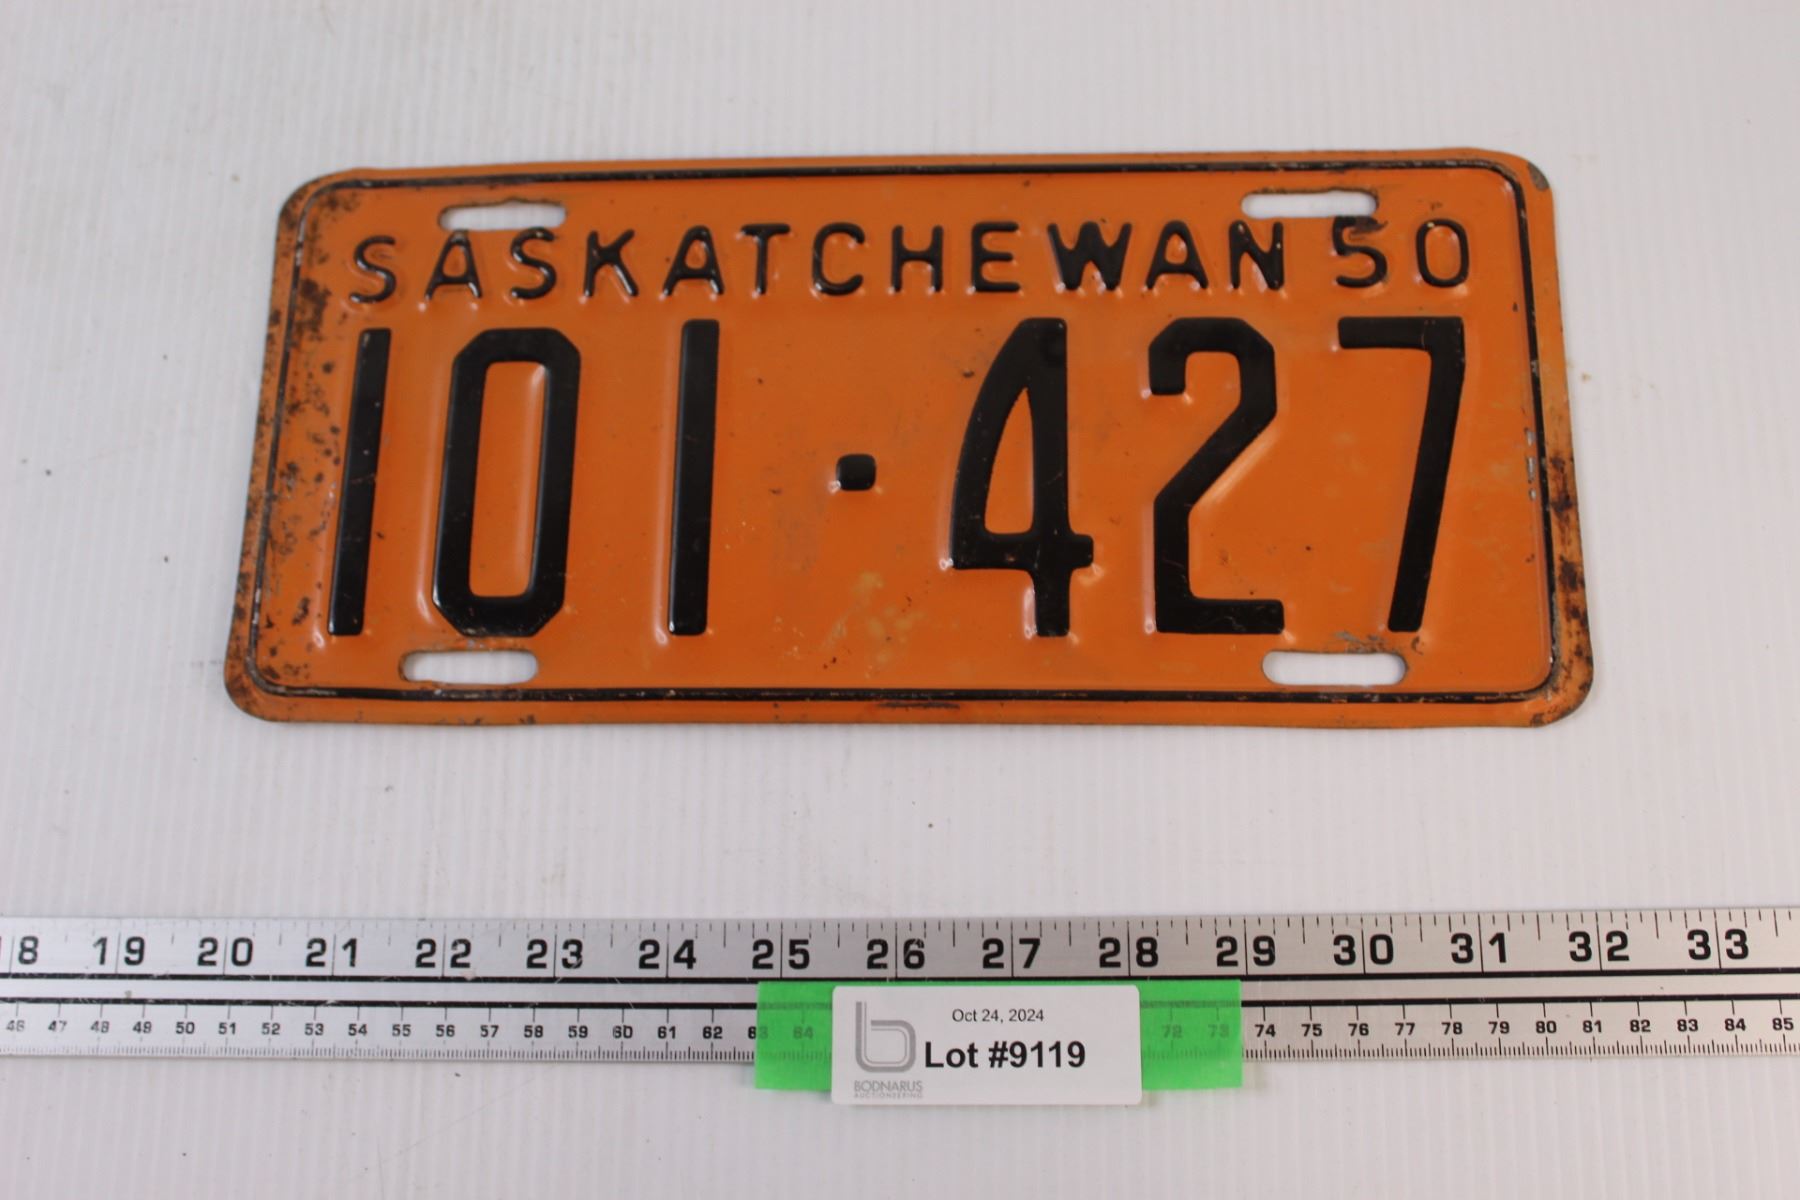 SASKATCHEWAN 50
101·427
18 19 20 21 22 23 24 25 26 27 28 29 30 31 32 33
46 47 48 49 50 51 52 53 54 55 56 57 58 59 60 61 62 63 64 72 73 74 75 76 77 78 79 80 81 82 83 84 85
Oct 24, 2024
Lot #9119
BODNARUS
AUCTIONEERING